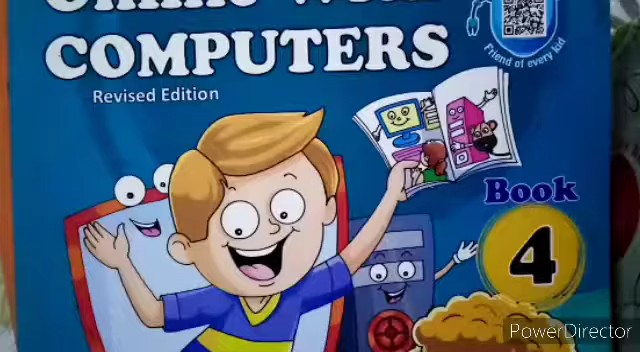 COMPUTERS
Revised Edition
Friend of every kid
Book
4
PowerDirector